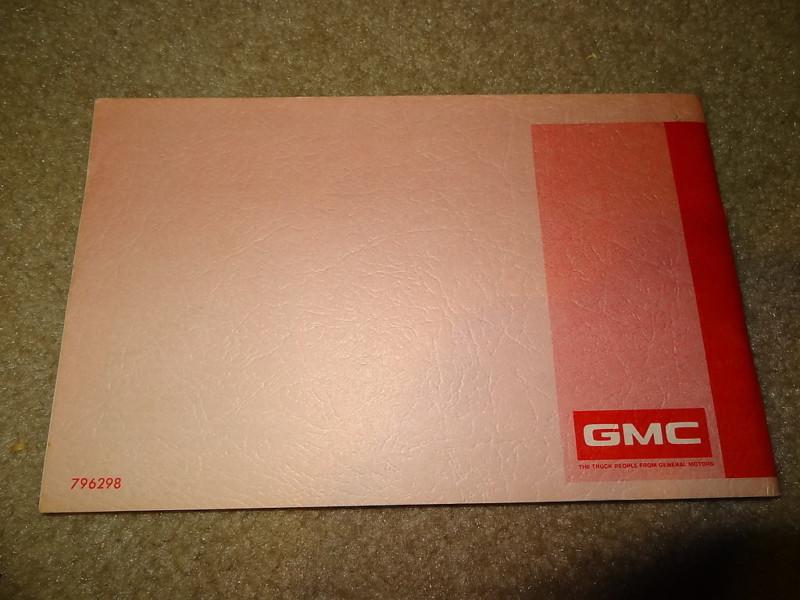 GMC
THE TRUCK PEOPLE FROM GENERAL MOTORS
796298